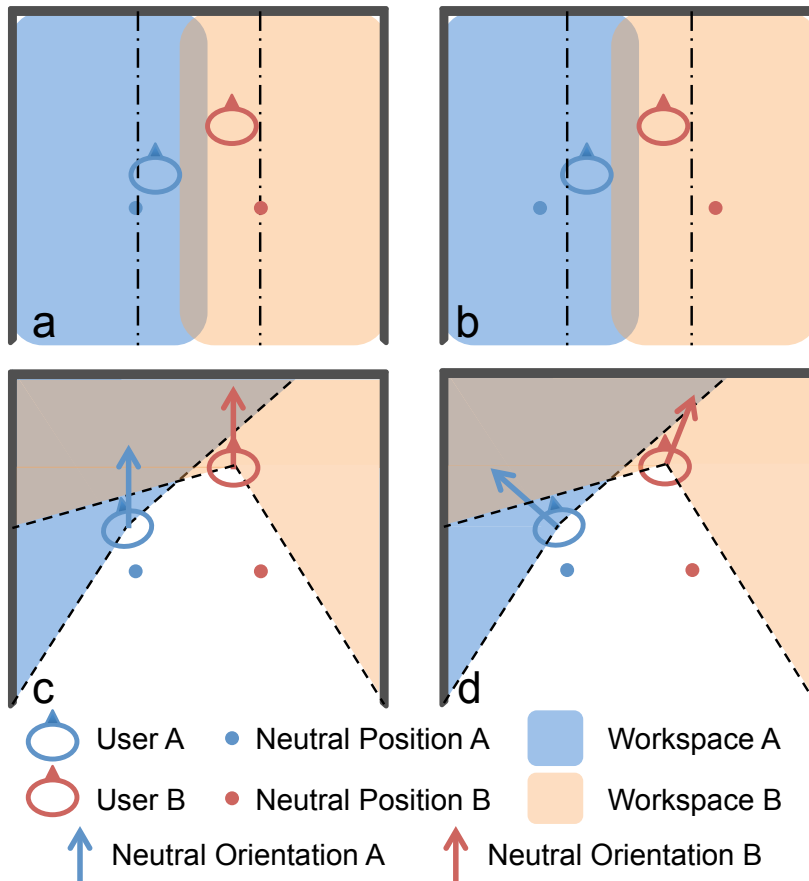 a
b
c
d
User A
Neutral Position A
Workspace A
User B
Neutral Position B
Workspace B
Neutral Orientation A
Neutral Orientation B